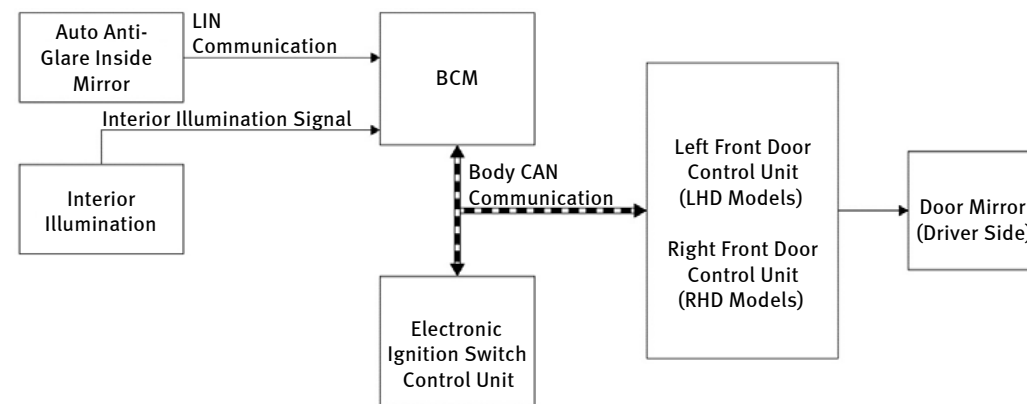 Auto Anti-
Glare Inside
Mirror
LIN
Communication
BCM
Interior Illumination Signal
Interior
Illumination
Body CAN
Communication
Electronic
Ignition Switch
Control Unit
Left Front Door
Control Unit
(LHD Models)
Right Front Door
Control Unit
(RHD Models)
Door Mirror
(Driver Side)